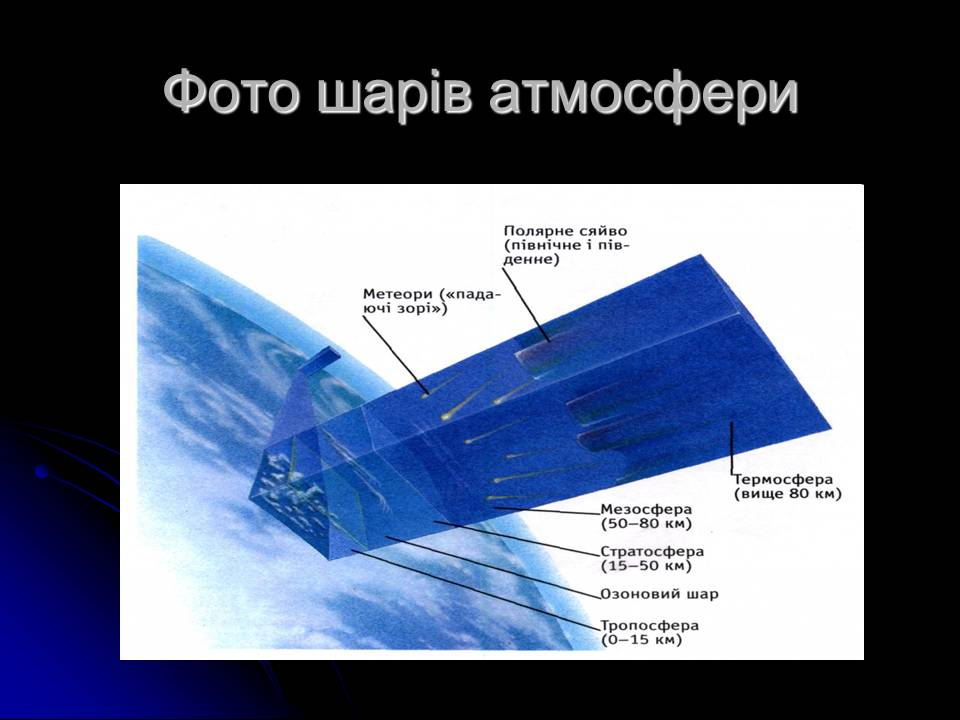 Фото шарів атмосфери
Полярне сяйво
(північне і пів-
денне)
Метеори («пада-
ючі зорі»)
Термосфера
(вище 80 км)
Мезосфера
(50–80 км)
Стратосфера
(15–50 км)
Озоновий шар
Тропосфера
(0–15 км)